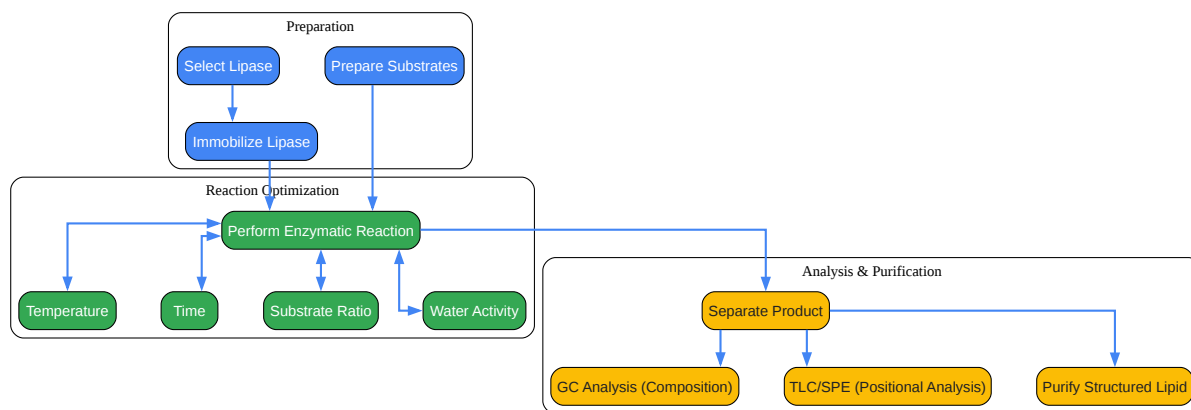 Preparation
Select Lipase
Prepare Substrates
Immobilize Lipase
Reaction Optimization
Perform Enzymatic Reaction
Temperature
Time
Substrate Ratio
Water Activity
Analysis & Purification
Separate Product
GC Analysis (Composition)
TLC/SPE (Positional Analysis)
Purify Structured Lipid